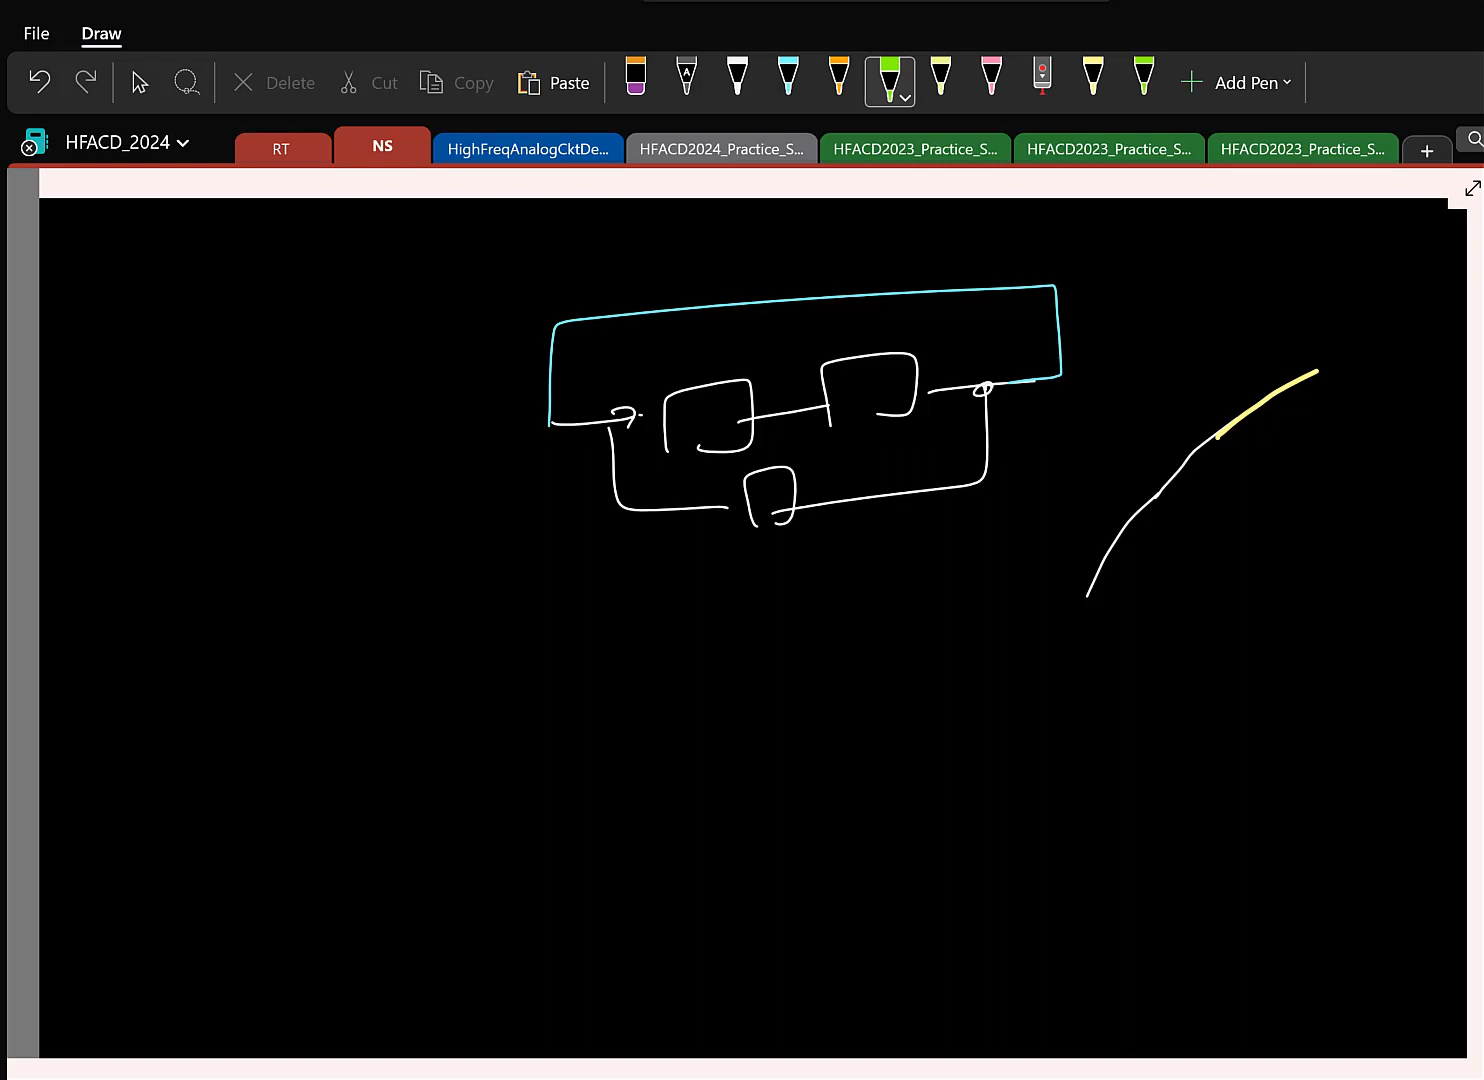 File Draw
Delete Cut Copy Paste A Add Pen
HFACD_2024 RT NS HighFreqAnalogCktDe... HFACD2024_Practice_S... HFACD2023_Practice_S... HFACD2023_Practice_S... HFACD2023_Practice_S... +